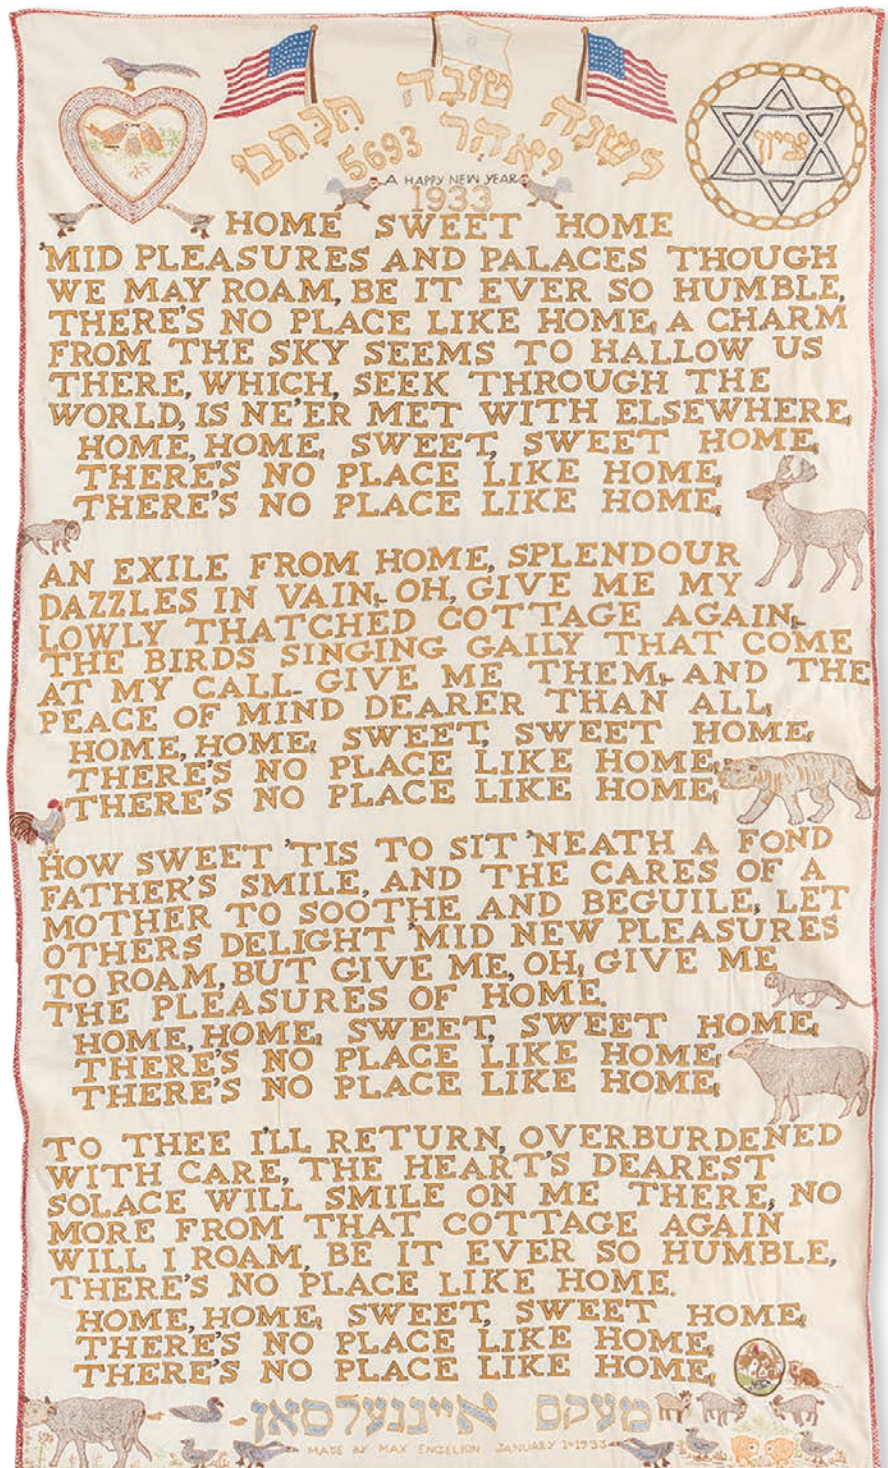 לשנה טובה תכתבו
יאהר 5693
ציון
A HAPPY NEW YEAR
1933
HOME SWEET HOME
'MID PLEASURES AND PALACES THOUGH
WE MAY ROAM, BE IT EVER SO HUMBLE,
THERE'S NO PLACE LIKE HOME, A CHARM
FROM THE SKY SEEMS TO HALLOW US
THERE, WHICH, SEEK THROUGH THE
WORLD, IS NE'ER MET WITH ELSEWHERE,
HOME, HOME, SWEET, SWEET HOME,
THERE'S NO PLACE LIKE HOME,
THERE'S NO PLACE LIKE HOME,
AN EXILE FROM HOME, SPLENDOUR
DAZZLES IN VAIN, OH, GIVE ME MY
LOWLY THATCHED COTTAGE AGAIN,
THE BIRDS SINGING GAILY THAT COME
AT MY CALL- GIVE ME THEM, AND THE
PEACE OF MIND DEARER THAN ALL,
HOME, HOME, SWEET, SWEET HOME,
THERE'S NO PLACE LIKE HOME,
THERE'S NO PLACE LIKE HOME,
HOW SWEET 'TIS TO SIT 'NEATH A FOND
FATHER'S SMILE, AND THE CARES OF A
MOTHER TO SOOTHE AND BEGUILE, LET
OTHERS DELIGHT 'MID NEW PLEASURES
TO ROAM, BUT GIVE ME, OH, GIVE ME
THE PLEASURES OF HOME.
HOME, HOME, SWEET, SWEET HOME,
THERE'S NO PLACE LIKE HOME,
THERE'S NO PLACE LIKE HOME,
TO THEE I'LL RETURN, OVERBURDENED
WITH CARE, THE HEART'S DEAREST
SOLACE WILL SMILE ON ME THERE, NO
MORE FROM THAT COTTAGE AGAIN
WILL I ROAM, BE IT EVER SO HUMBLE,
THERE'S NO PLACE LIKE HOME.
HOME, HOME, SWEET, SWEET HOME,
THERE'S NO PLACE LIKE HOME,
THERE'S NO PLACE LIKE HOME,
מעקס אייננעלסאן
MADE BY MAX ENGELION JANUARY 1=1933